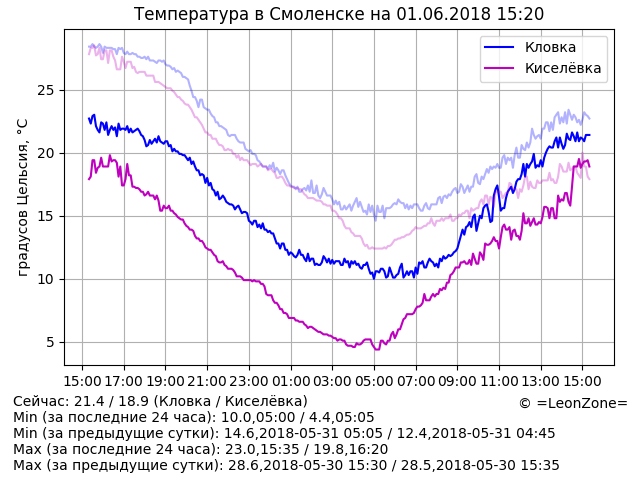 Температура в Смоленске на 01.06.2018 15:20
Кловка
Киселёвка
градусов Цельсия, °C
25
20
15
10
5
15:00 17:00 19:00 21:00 23:00 01:00 03:00 05:00 07:00 09:00 11:00 13:00 15:00
Сейчас: 21.4 / 18.9 (Кловка / Киселёвка)
© =LeonZone=
Min (за последние 24 часа): 10.0,05:00 / 4.4,05:05
Min (за предыдущие сутки): 14.6,2018-05-31 05:05 / 12.4,2018-05-31 04:45
Max (за последние 24 часа): 23.0,15:35 / 19.8,16:20
Max (за предыдущие сутки): 28.6,2018-05-30 15:30 / 28.5,2018-05-30 15:35